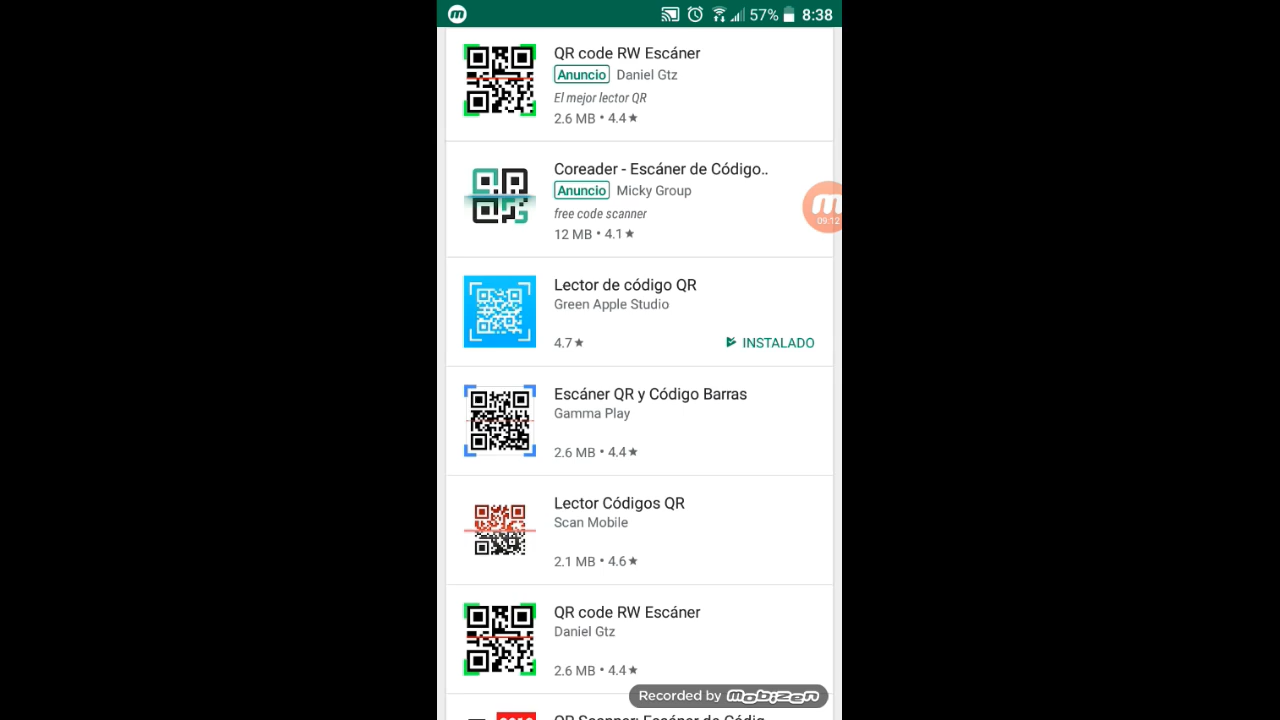 57% 8:38
QR code RW Escáner
Anuncio Daniel Gtz
El mejor lector QR
2.6 MB • 4.4★
Coreader - Escáner de Código..
Anuncio Micky Group
free code scanner
12 MB • 4.1★
09:12
Lector de código QR
Green Apple Studio
4.7★ INSTALADO
Escáner QR y Código Barras
Gamma Play
2.6 MB • 4.4★
Lector Códigos QR
Scan Mobile
2.1 MB • 4.6★
QR code RW Escáner
Daniel Gtz
2.6 MB • 4.4★
Recorded by mobizen